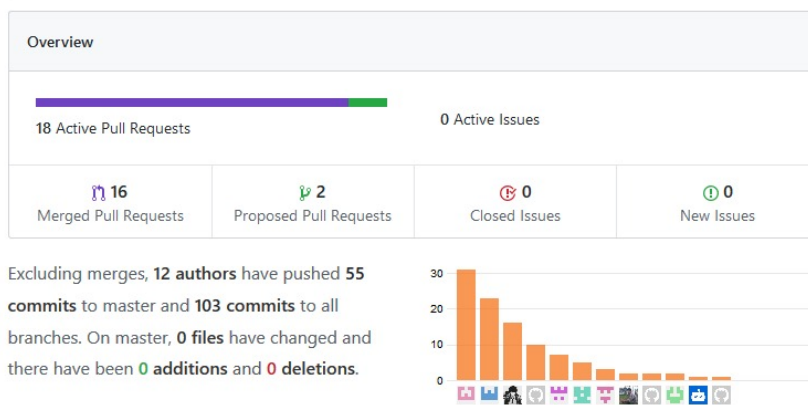 Overview
18 Active Pull Requests
0 Active Issues
16
Merged Pull Requests
2
Proposed Pull Requests
0
Closed Issues
0
New Issues
Excluding merges, 12 authors have pushed 55
commits to master and 103 commits to all
branches. On master, 0 files have changed and
there have been 0 additions and 0 deletions.
30
20
10
0